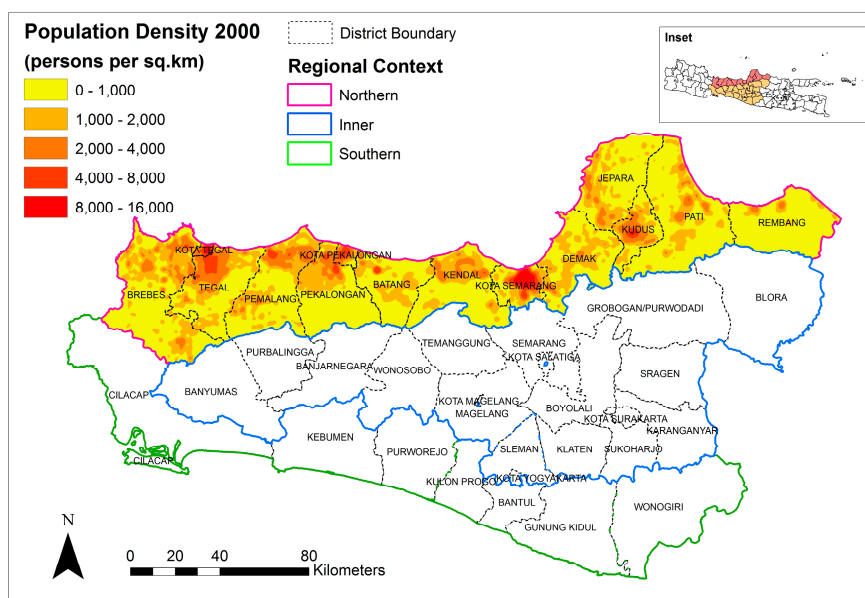 Population Density 2000
(persons per sq.km)
0 - 1,000
1,000 - 2,000
2,000 - 4,000
4,000 - 8,000
8,000 - 16,000
District Boundary
Regional Context
Northern
Inner
Southern
Inset
JEPARA
PATI
KUDUS
REMBANG
KOTA TEGAL
KOTA PEKALONGAN
DEMAK
KENDAL
BATANG
KOTA SEMARANG
BREBES
TEGAL
PEMALANG
PEKALONGAN
BLORA
GROBOGAN/PURWODADI
TEMANGGUNG
SEMARANG
PURBALINGGA
KOTA SALATIGA
BANJARNEGARA
WONOSOBO
SRAGEN
CILACAP
BANYUMAS
KOTA MAGELANG
MAGELANG
BOYOLALI
KOTA SURAKARTA
KARANGANYAR
KEBUMEN
PURWOREJO
SLEMAN
KLATEN
SUKOHARJO
CILACAP
KULON PROGO
KOTA YOGYAKARTA
BANTUL
WONOGIRI
GUNUNG KIDUL
N
0 20 40 80
Kilometers